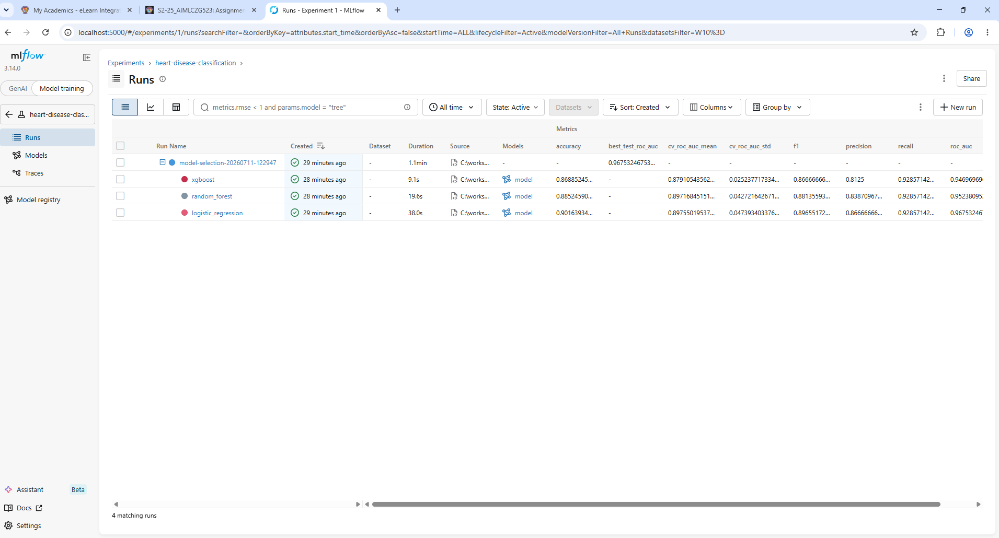 My Academics - eLearn Integrat
S2-25_AIMLCZG523: Assignmen
Runs - Experiment 1 - MLflow
localhost:5000/#/experiments/1/runs?searchFilter=&orderByKey=attributes.start_time&orderByAsc=false&startTime=ALL&lifecycleFilter=Active&modelVersionFilter=All+Runs&datasetsFilter=W10%3D
mlflow
3.14.0
GenAI Model training
heart-disease-clas...
Runs
Models
Traces
Model registry
Assistant Beta
Docs
Settings
Experiments > heart-disease-classification >
Runs
Share
metrics.rmse < 1 and params.model = "tree"
All time
State: Active
Datasets
Sort: Created
Columns
Group by
New run
Metrics
Run Name Created Dataset Duration Source Models accuracy best_test_roc_auc cv_roc_auc_mean cv_roc_auc_std f1 precision recall roc_auc
model-selection-20260711-122947 29 minutes ago - 1.1min C:\works... - - 0.96753246753... - - - - - -
xgboost 28 minutes ago - 9.1s C:\works... model 0.86885245... - 0.87910543562... 0.025237717334... 0.86666666... 0.8125 0.92857142... 0.946969696
random_forest 28 minutes ago - 19.6s C:\works... model 0.88524590... - 0.89716845151... 0.042721642671... 0.88135593... 0.83870967... 0.92857142... 0.95238095
logistic_regression 29 minutes ago - 38.0s C:\works... model 0.90163934... - 0.89755019537... 0.047393403376... 0.89655172... 0.86666666... 0.92857142... 0.96753246
4 matching runs